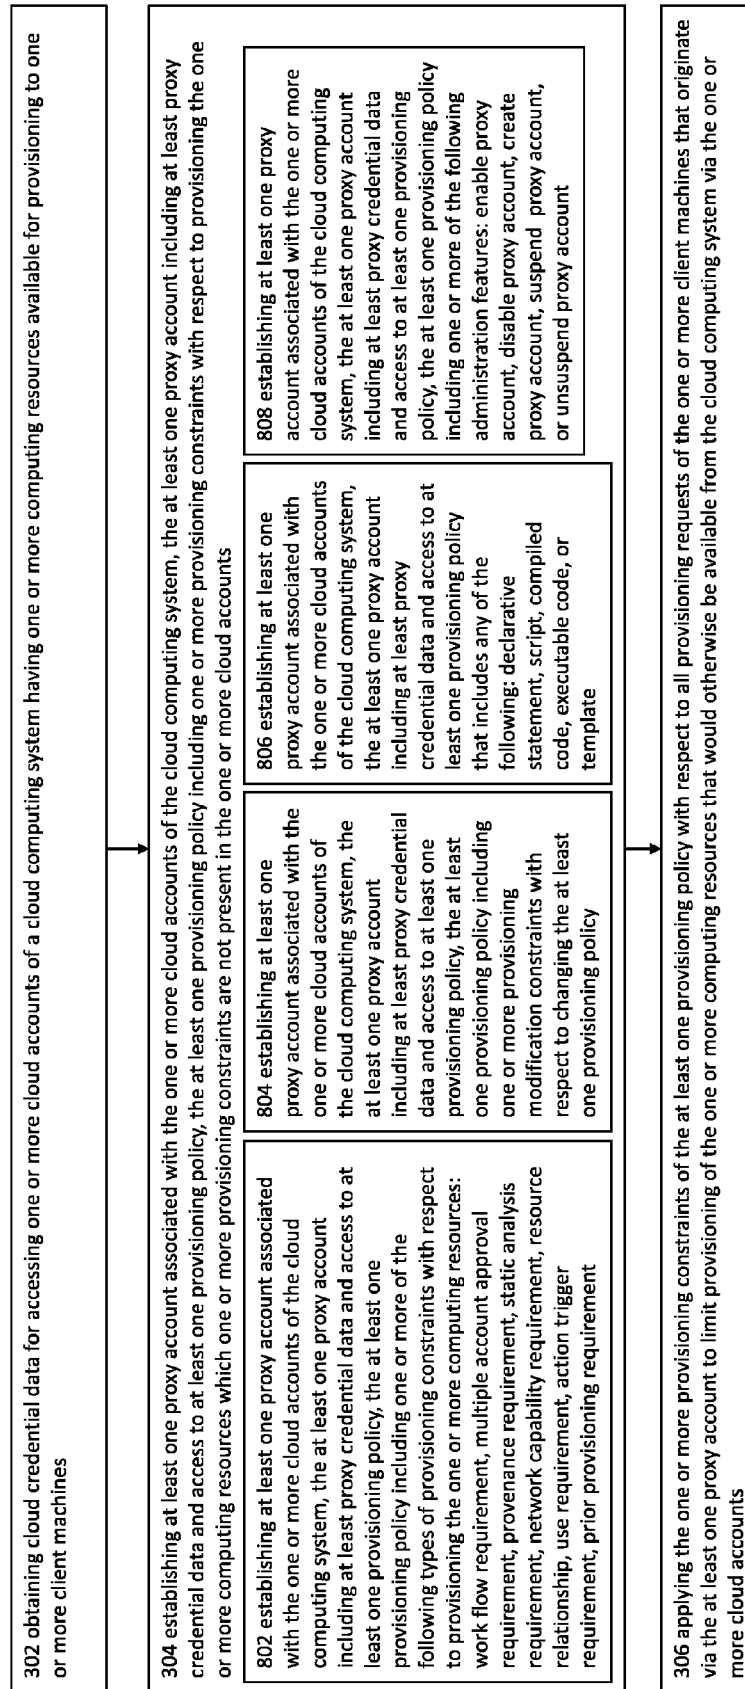 302 obtaining cloud credential data for accessing one or more cloud accounts of a cloud computing system having one or more computing resources available for provisioning to one
or more client machines
304 establishing at least one proxy account associated with the one or more cloud accounts of the cloud computing system, the at least one proxy account including at least proxy
credential data and access to at least one provisioning policy, the at least one provisioning policy including one or more provisioning constraints with respect to provisioning the one
or more computing resources which one or more provisioning constraints are not present in the one or more cloud accounts
802 establishing at least one proxy account associated
with the one or more cloud accounts of the cloud
computing system, the at least one proxy account
including at least proxy credential data and access to at
least one provisioning policy, the at least one
provisioning policy including one or more of the
following types of provisioning constraints with respect
to provisioning the one or more computing resources:
work flow requirement, multiple account approval
requirement, provenance requirement, static analysis
requirement, network capability requirement, resource
relationship, use requirement, action trigger
requirement, prior provisioning requirement
804 establishing at least one
proxy account associated with the
one or more cloud accounts of
the cloud computing system, the
at least one proxy account
including at least proxy credential
data and access to at least one
provisioning policy, the at least
one provisioning policy including
one or more provisioning
modification constraints with
respect to changing the at least
one provisioning policy
806 establishing at least one
proxy account associated with
the one or more cloud accounts
of the cloud computing system,
the at least one proxy account
including at least proxy
credential data and access to at
least one provisioning policy
that includes any of the
following: declarative
statement, script, compiled
code, executable code, or
template
808 establishing at least one proxy
account associated with the one or more
cloud accounts of the cloud computing
system, the at least one proxy account
including at least proxy credential data
and access to at least one provisioning
policy, the at least one provisioning policy
including one or more of the following
administration features: enable proxy
account, disable proxy account, create
proxy account, suspend proxy account,
or unsuspend proxy account
306 applying the one or more provisioning constraints of the at least one provisioning policy with respect to all provisioning requests of the one or more client machines that originate
via the at least one proxy account to limit provisioning of the one or more computing resources that would otherwise be available from the cloud computing system via the one or
more cloud accounts